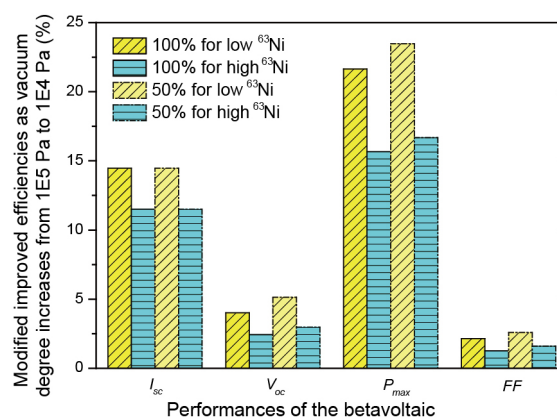 Modified improved efficiencies as vacuum
degree increases from 1E5 Pa to 1E4 Pa (%)
25
20
15
10
5
0
100% for low ⁶³Ni
100% for high ⁶³Ni
50% for low ⁶³Ni
50% for high ⁶³Ni
Isc Voc Pmax FF
Performances of the betavoltaic